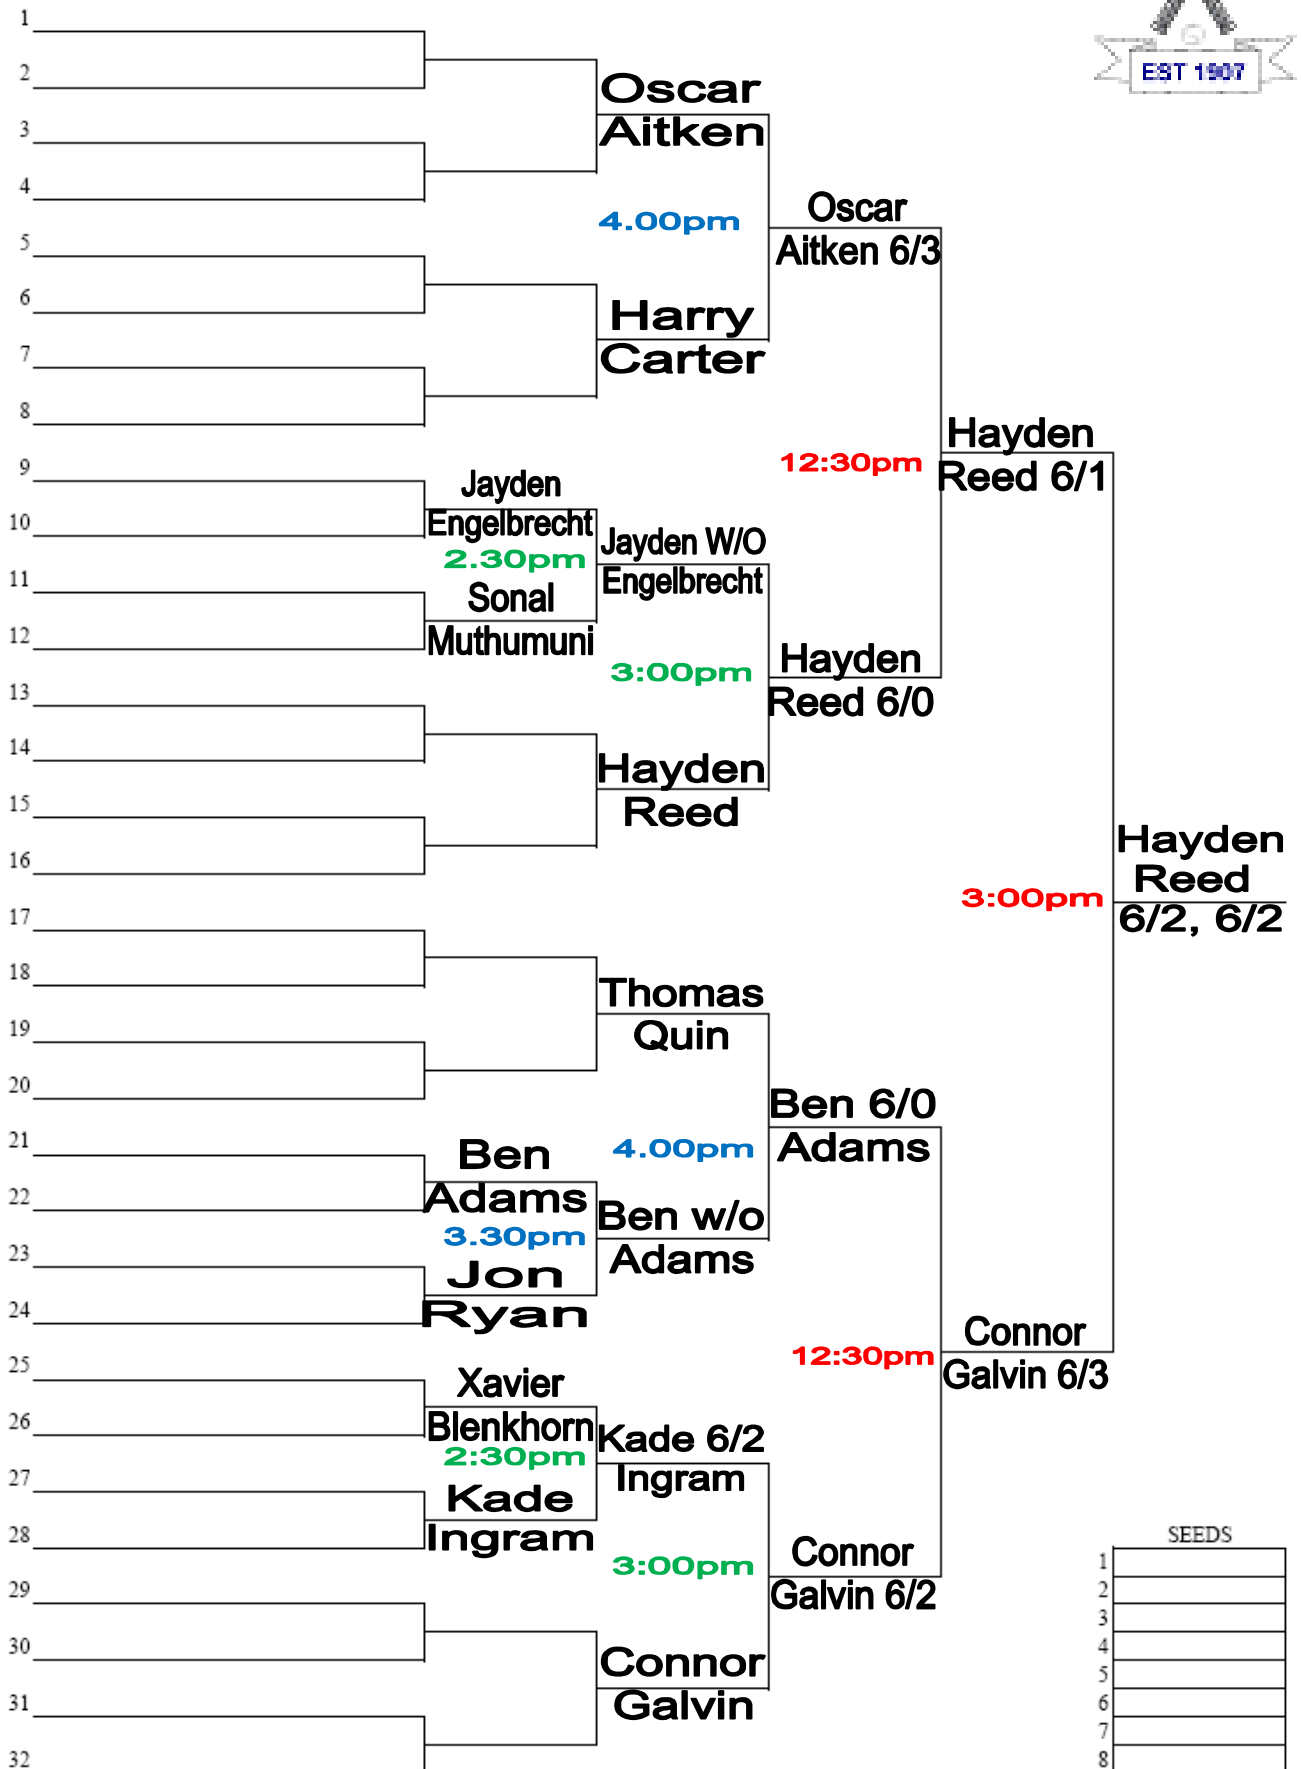 1
EST 1907
2
Oscar
Aitken
3
4
Oscar
4.00pm
Aitken 6/3
5
6
Harry
Carter
7
8
Hayden
12:30pm
Reed 6/1
9
Jayden
10
Engelbrecht
Jayden W/O
2.30pm
Engelbrecht
11
Sonal
12
Muthumuni
Hayden
3:00pm
Reed 6/0
13
14
Hayden
Reed
15
16
Hayden
Reed
3:00pm
6/2, 6/2
17
18
Thomas
Quin
19
20
Ben 6/0
21
4.00pm
Adams
Ben
22
Adams
Ben w/o
3.30pm
Adams
23
Jon
24
Ryan
Connor
12:30pm
Galvin 6/3
25
Xavier
26
Blenkhorn
Kade 6/2
2:30pm
Ingram
27
Kade
28
Ingram
Connor
3:00pm
Galvin 6/2
29
30
Connor
Galvin
31
32
SEEDS
1
2
3
4
5
6
7
8